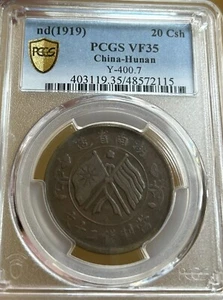 nd(1919)
20 Csh
PCGS VF35
China-Hunan
Y-400.7
403119.35/48572115
PCGS